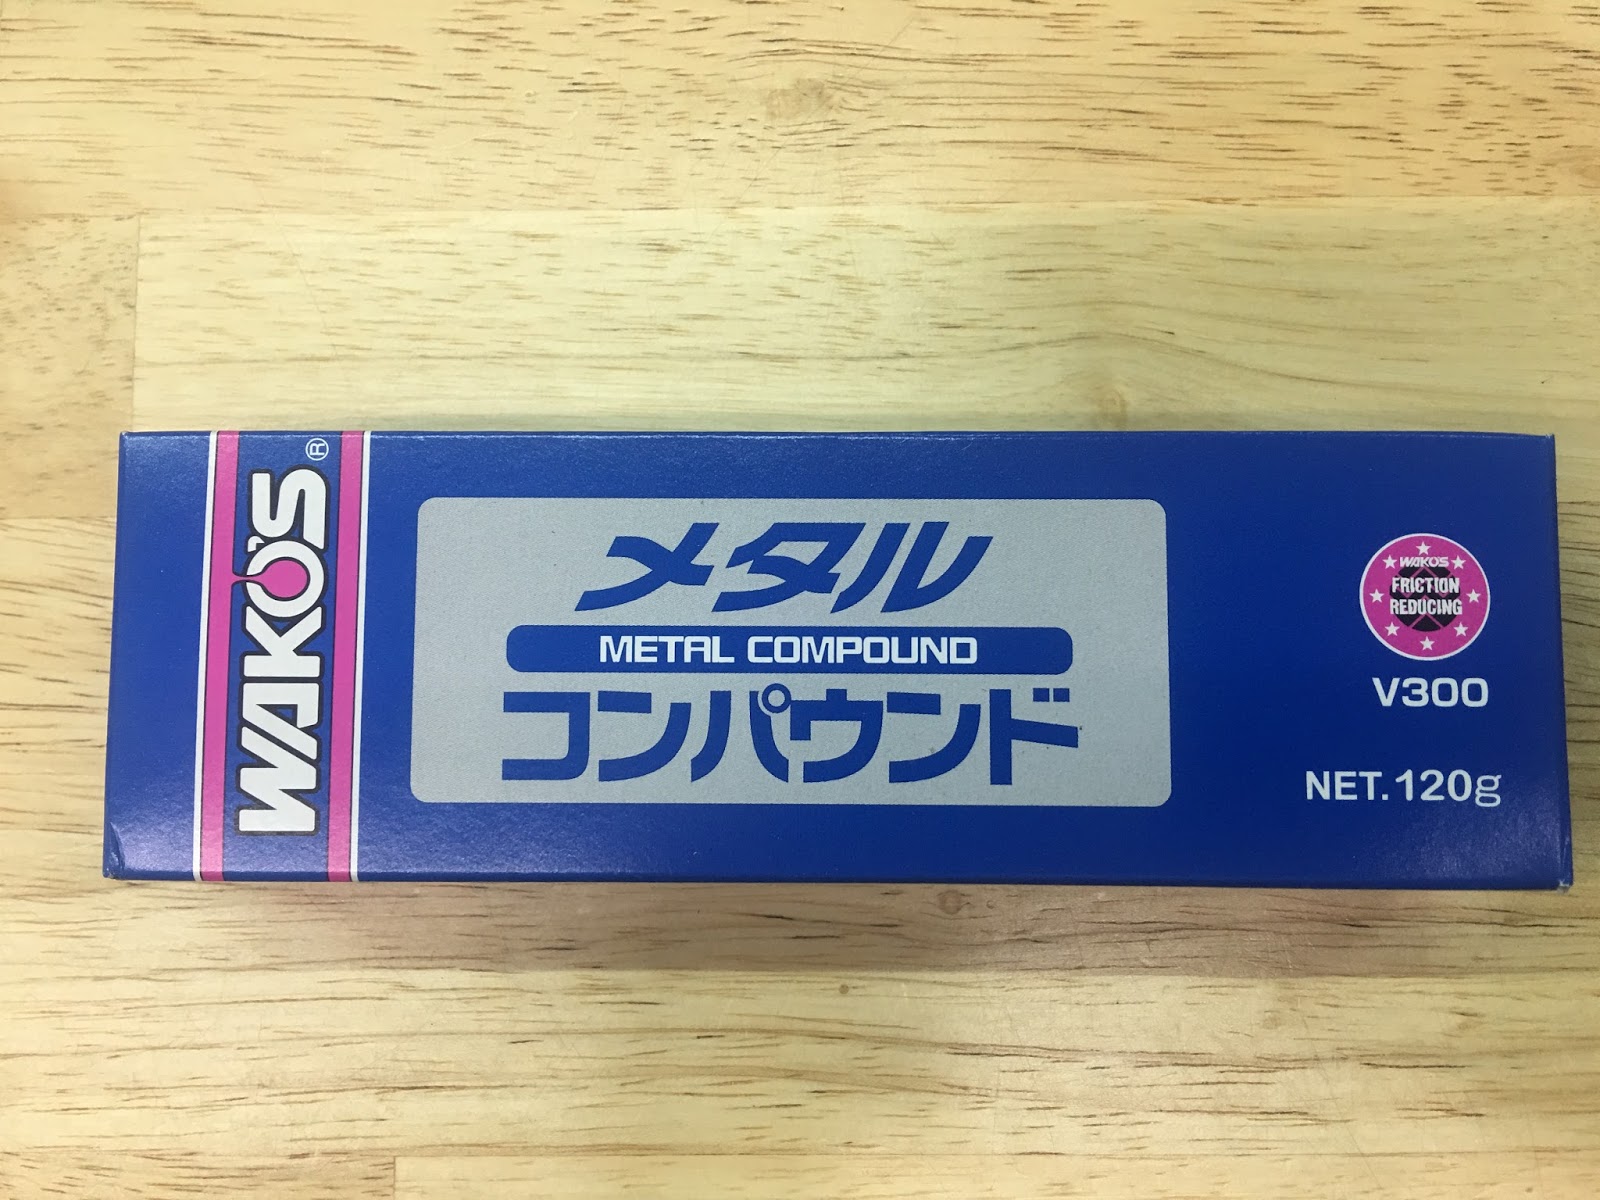 WAKO'S®
メタル
METAL COMPOUND
コンパウンド
WAKO'S
FRICTION
REDUCING
V300
NET.120g